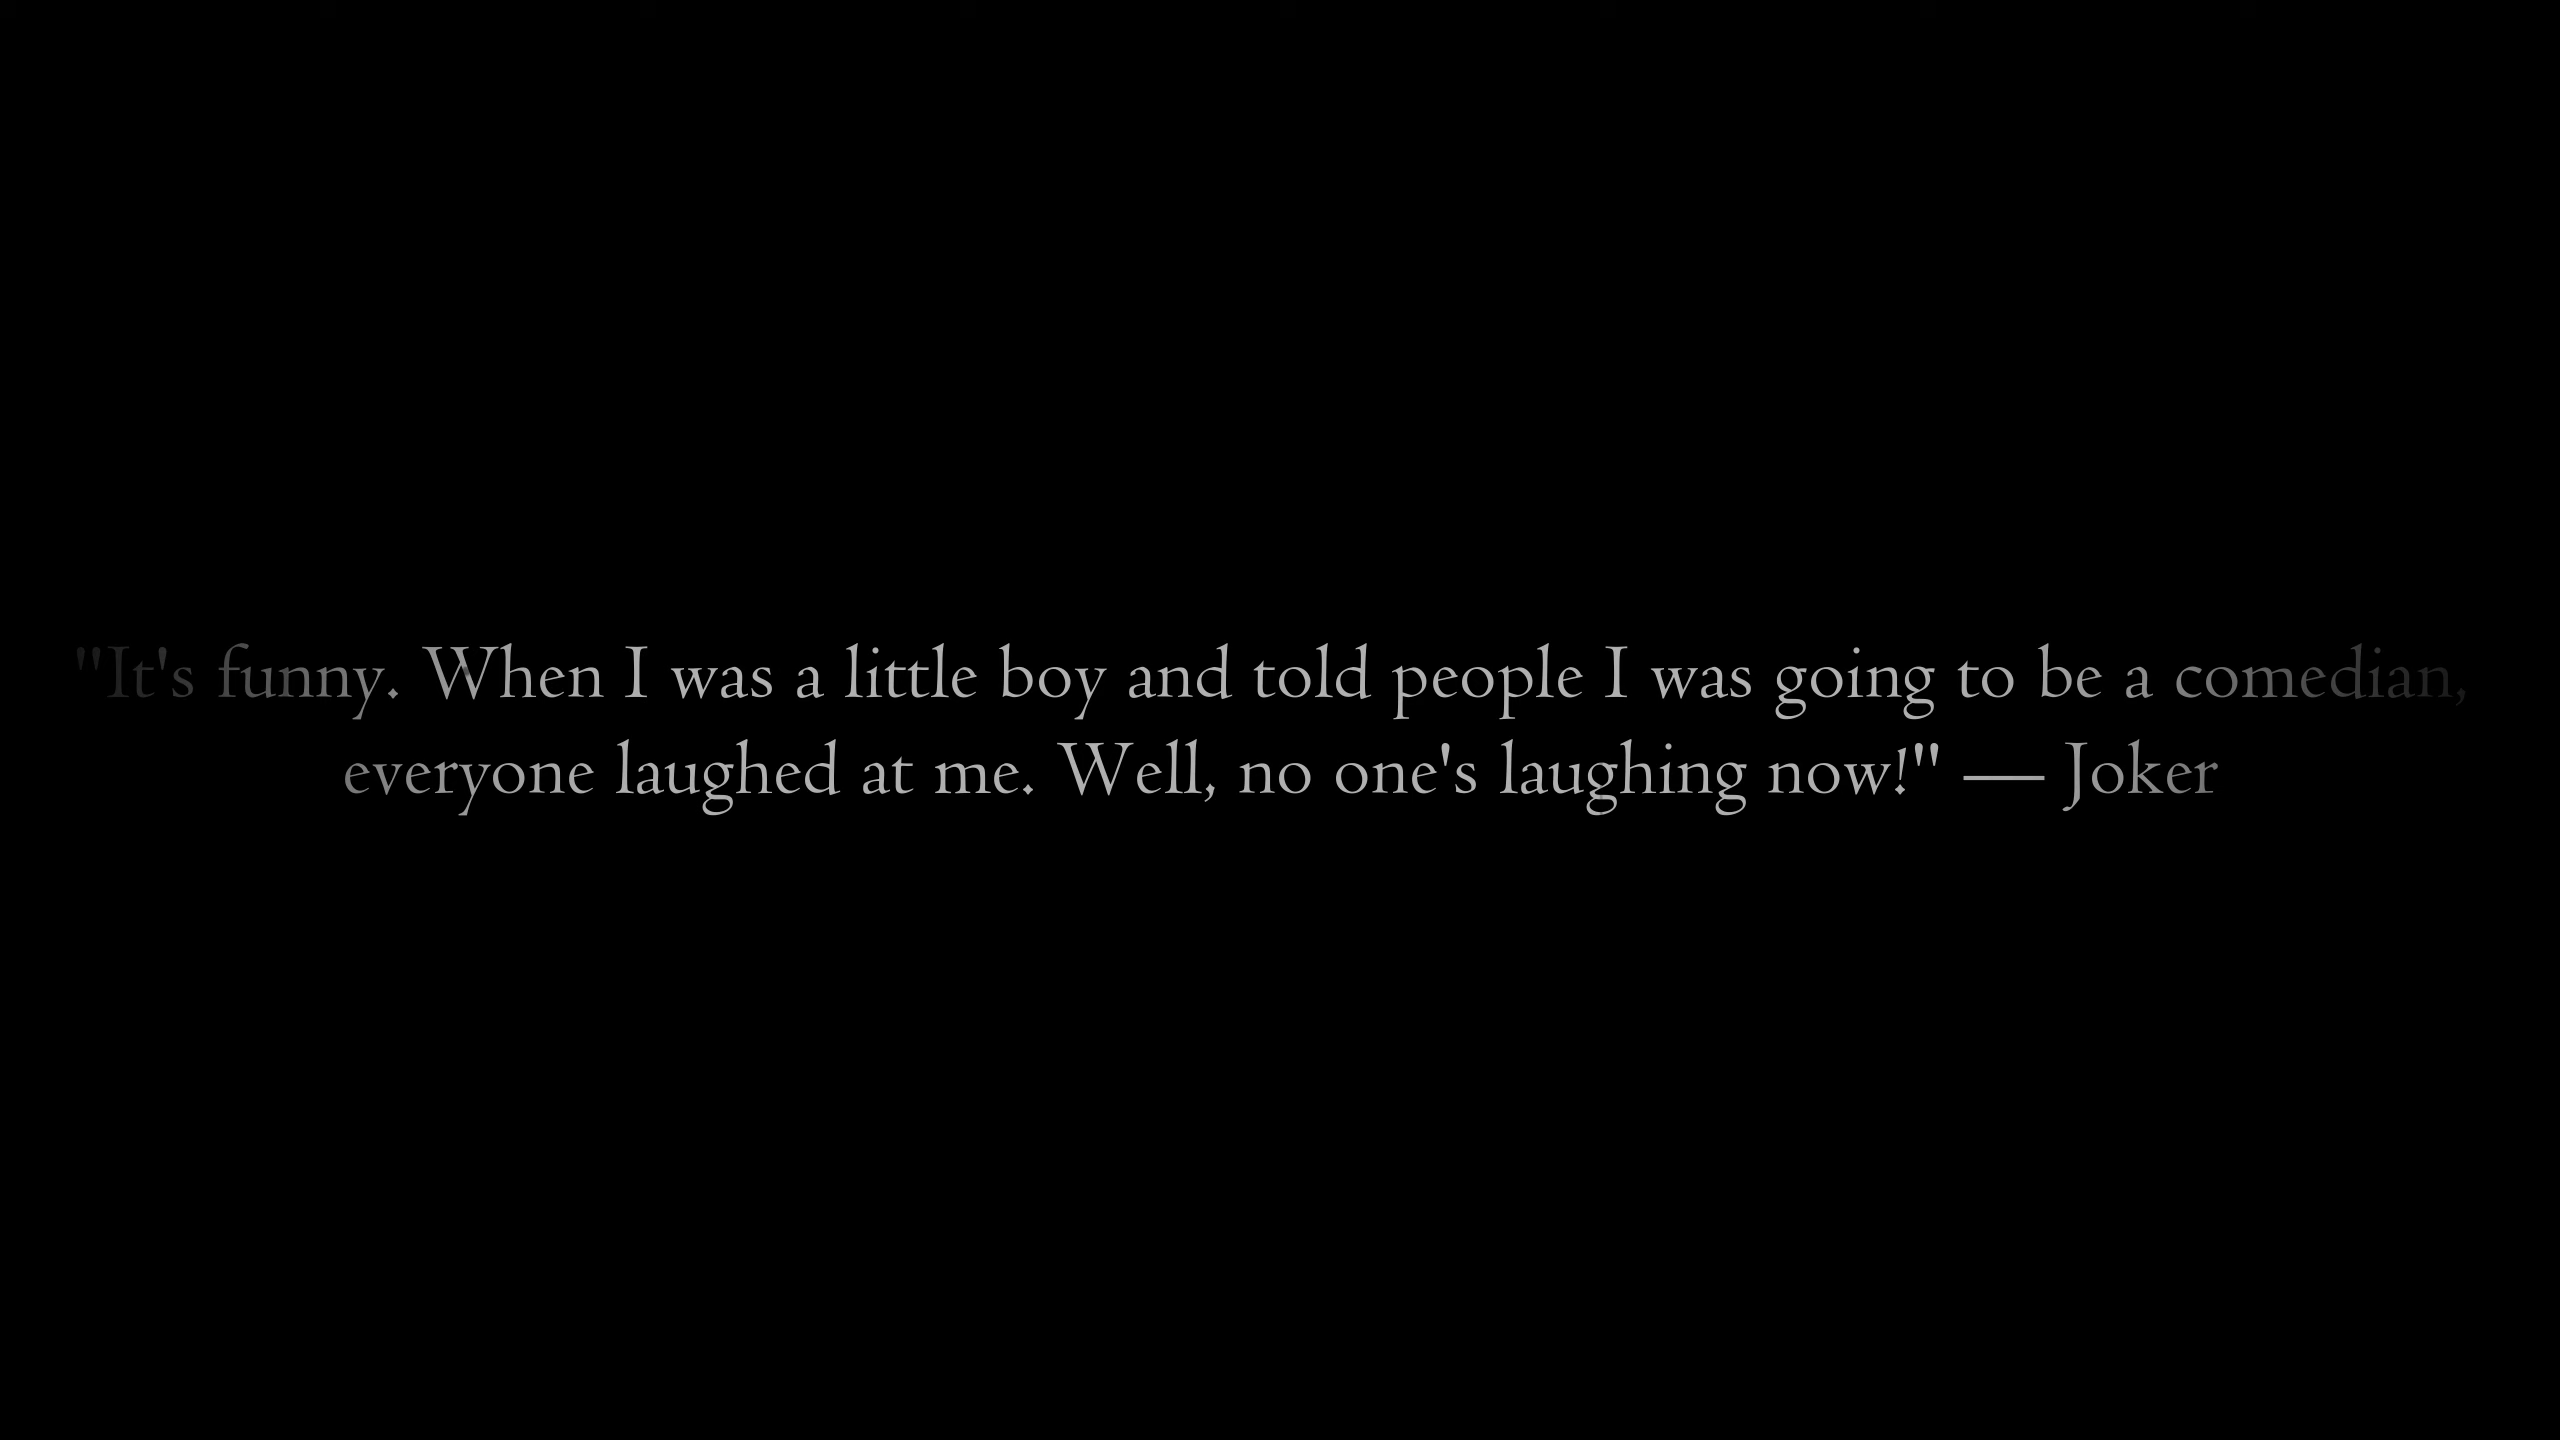 "It's funny. When I was a little boy and told people I was going to be a comedian,
everyone laughed at me. Well, no one's laughing now!" — Joker